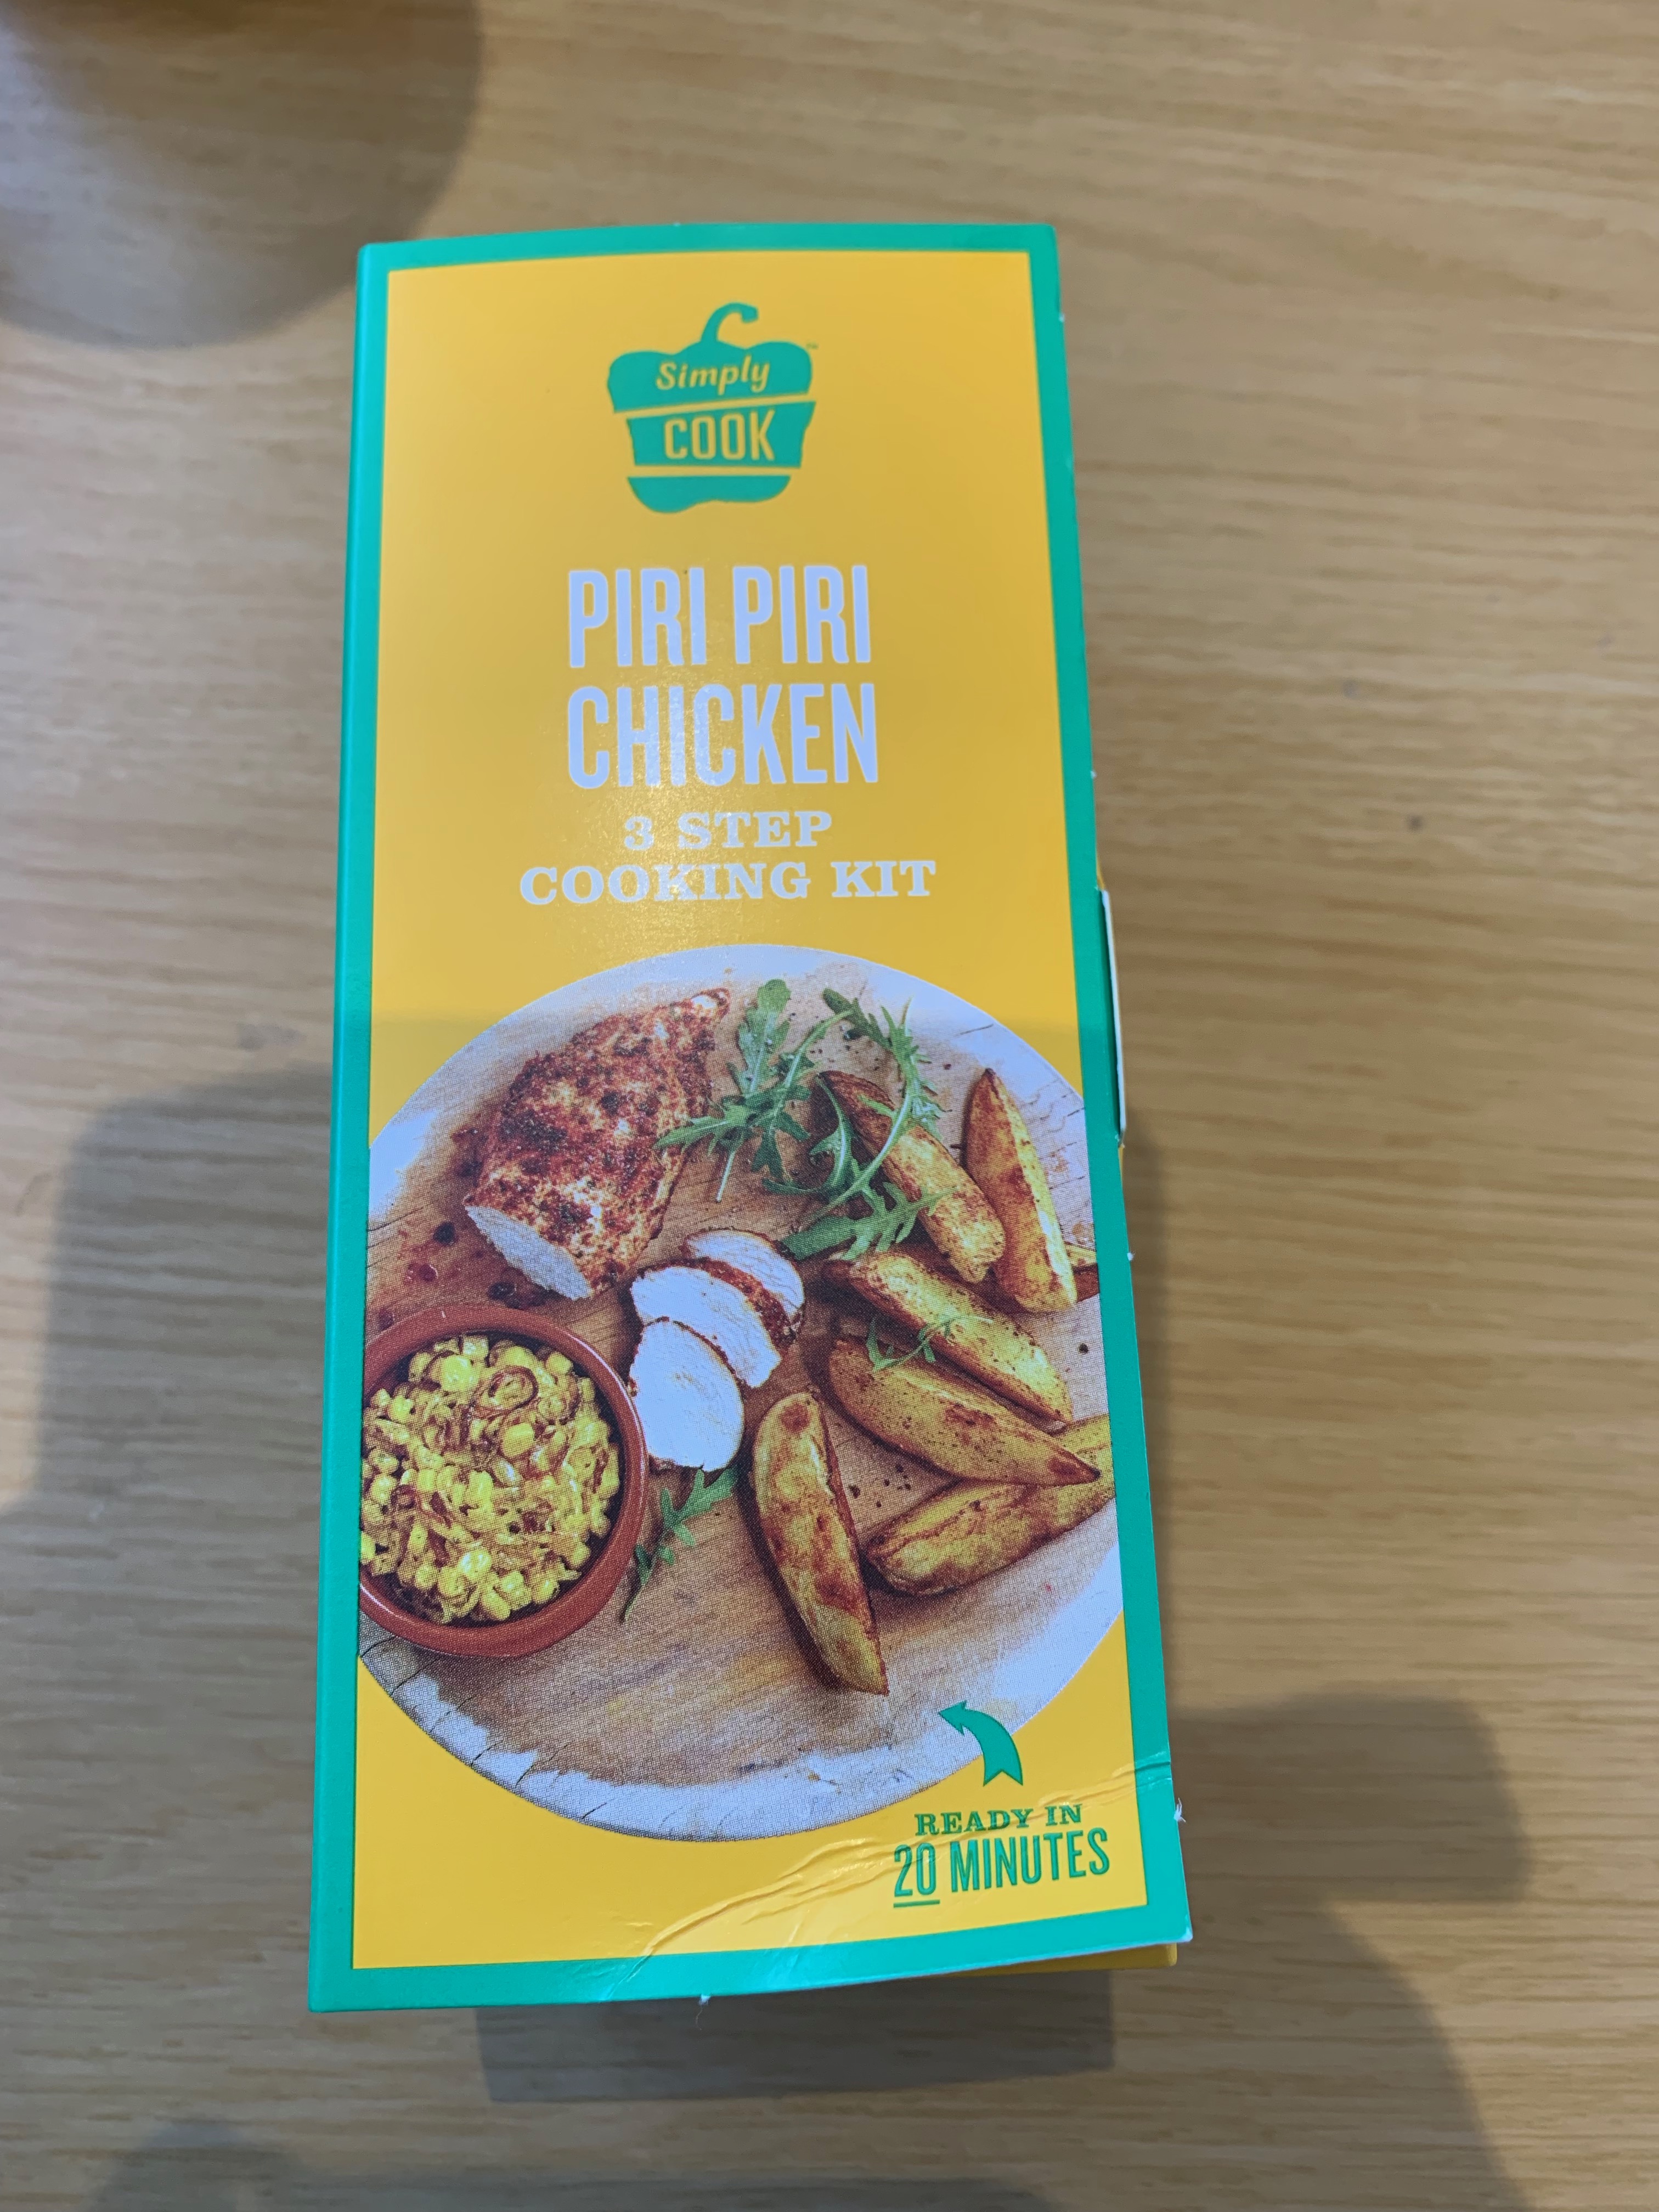 Simply
COOK
PIRI PIRI
CHICKEN
3 STEP
COOKING KIT
READY IN
20 MINUTES